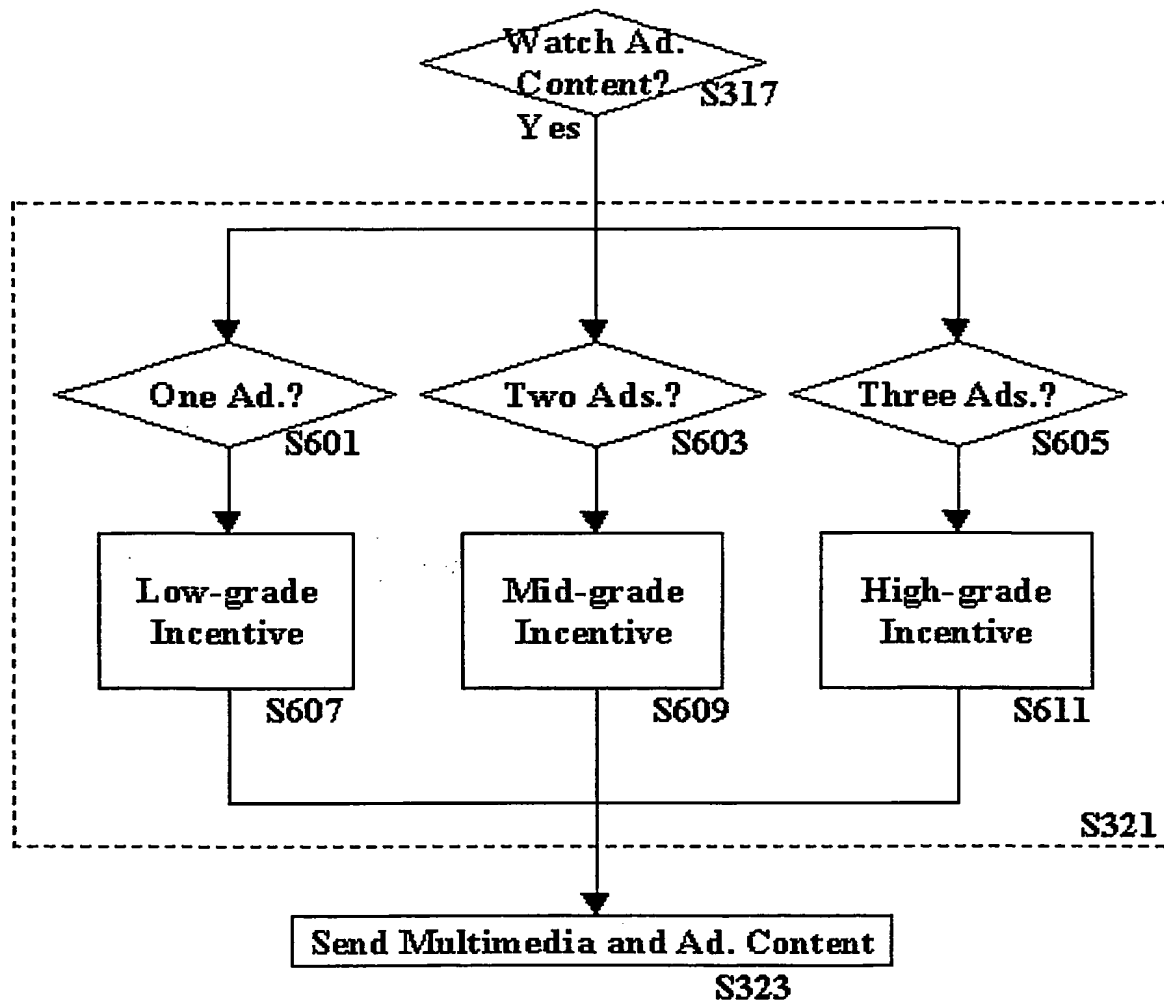 Watch Ad.
Content?
S317
Yes
One Ad.?
S601
Two Ads.?
S603
Three Ads.?
S605
Low-grade
Incentive
S607
Mid-grade
Incentive
S609
High-grade
Incentive
S611
S321
Send Multimedia and Ad. Content
S323